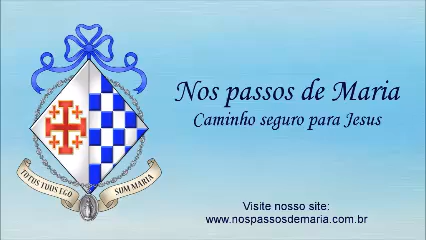 Nos passos de Maria
Caminho seguro para Jesus
TOTUS TUUS EGO
SUM MARIA
Visite nosso site:
www.nospassosdemaria.com.br